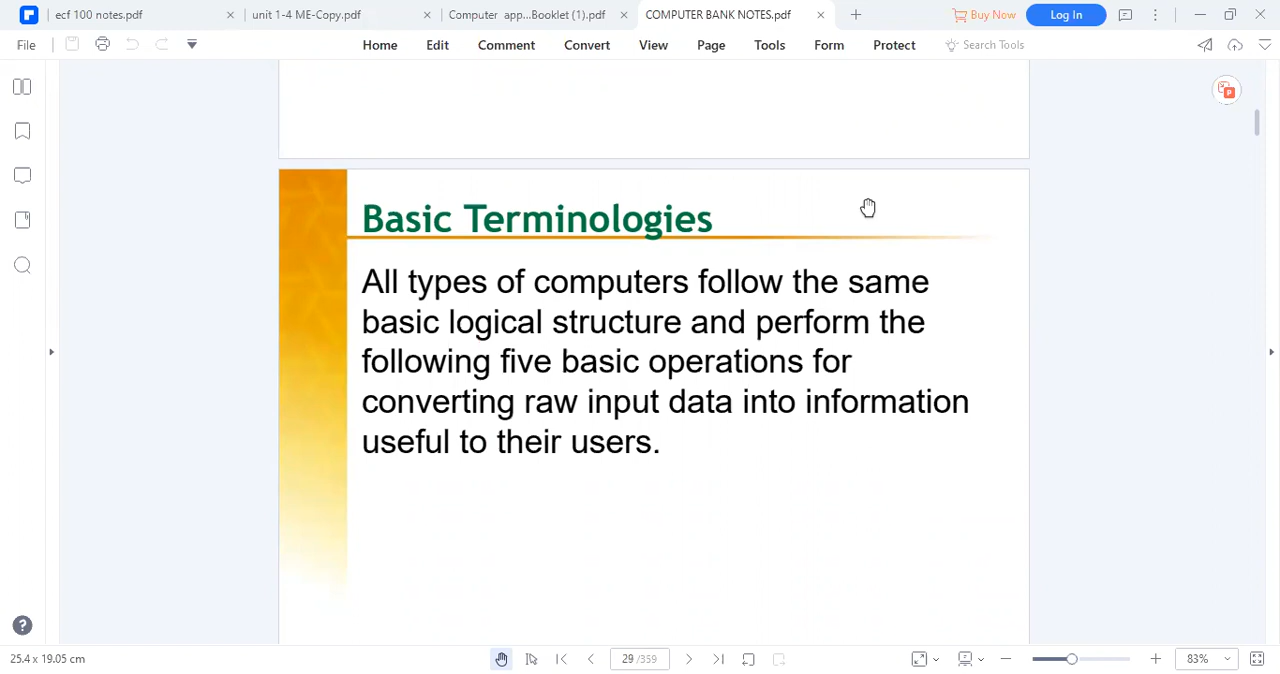 ecf 100 notes.pdf
unit 1-4 ME-Copy.pdf
Computer app...Booklet (1).pdf
COMPUTER BANK NOTES.pdf
Buy Now
Log In
File
Home
Edit
Comment
Convert
View
Page
Tools
Form
Protect
Search Tools
Basic Terminologies
All types of computers follow the same
basic logical structure and perform the
following five basic operations for
converting raw input data into information
useful to their users.
25.4 x 19.05 cm
29 /359
83%